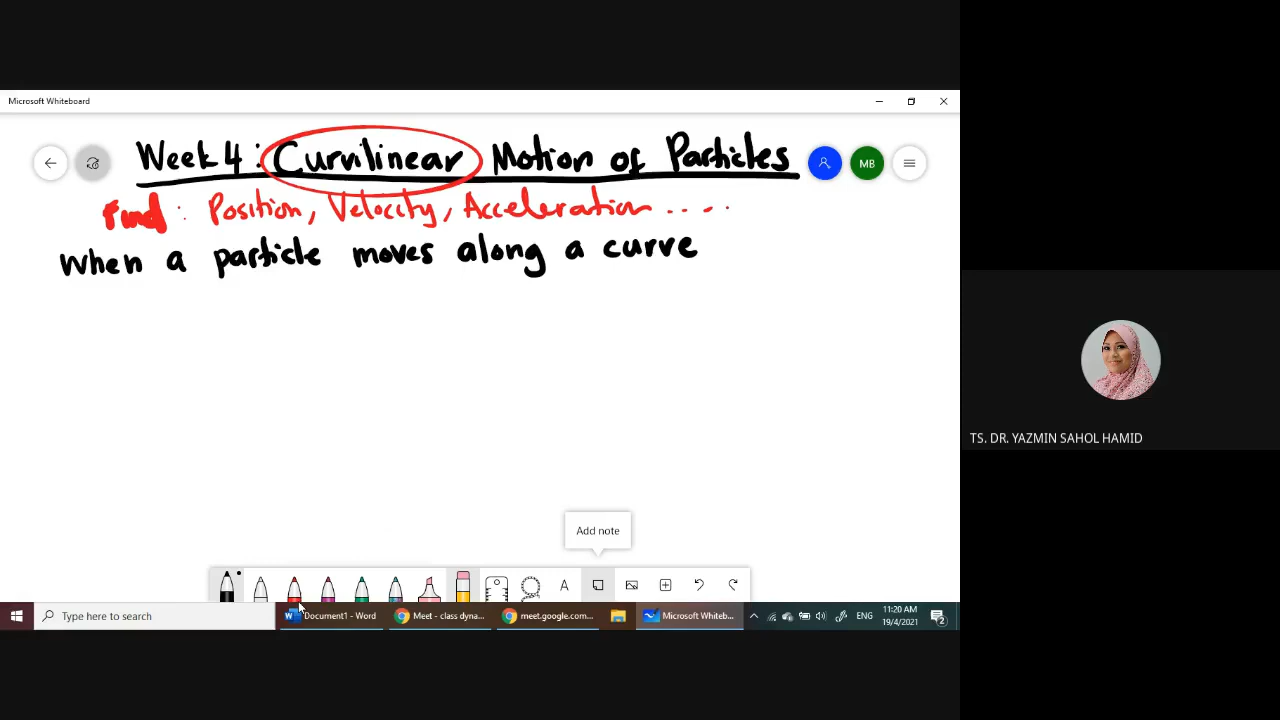 Microsoft Whiteboard
Week 4: Curvilinear Motion of Particles
MB
Find: Position, Velocity, Acceleration ....
When a particle moves along a curve
TS. DR. YAZMIN SAHOL HAMID
Add note
A
Type here to search
Document1 - Word
Meet - class dyna...
meet.google.com...
Microsoft Whiteb...
ENG
11:20 AM
19/4/2021
2